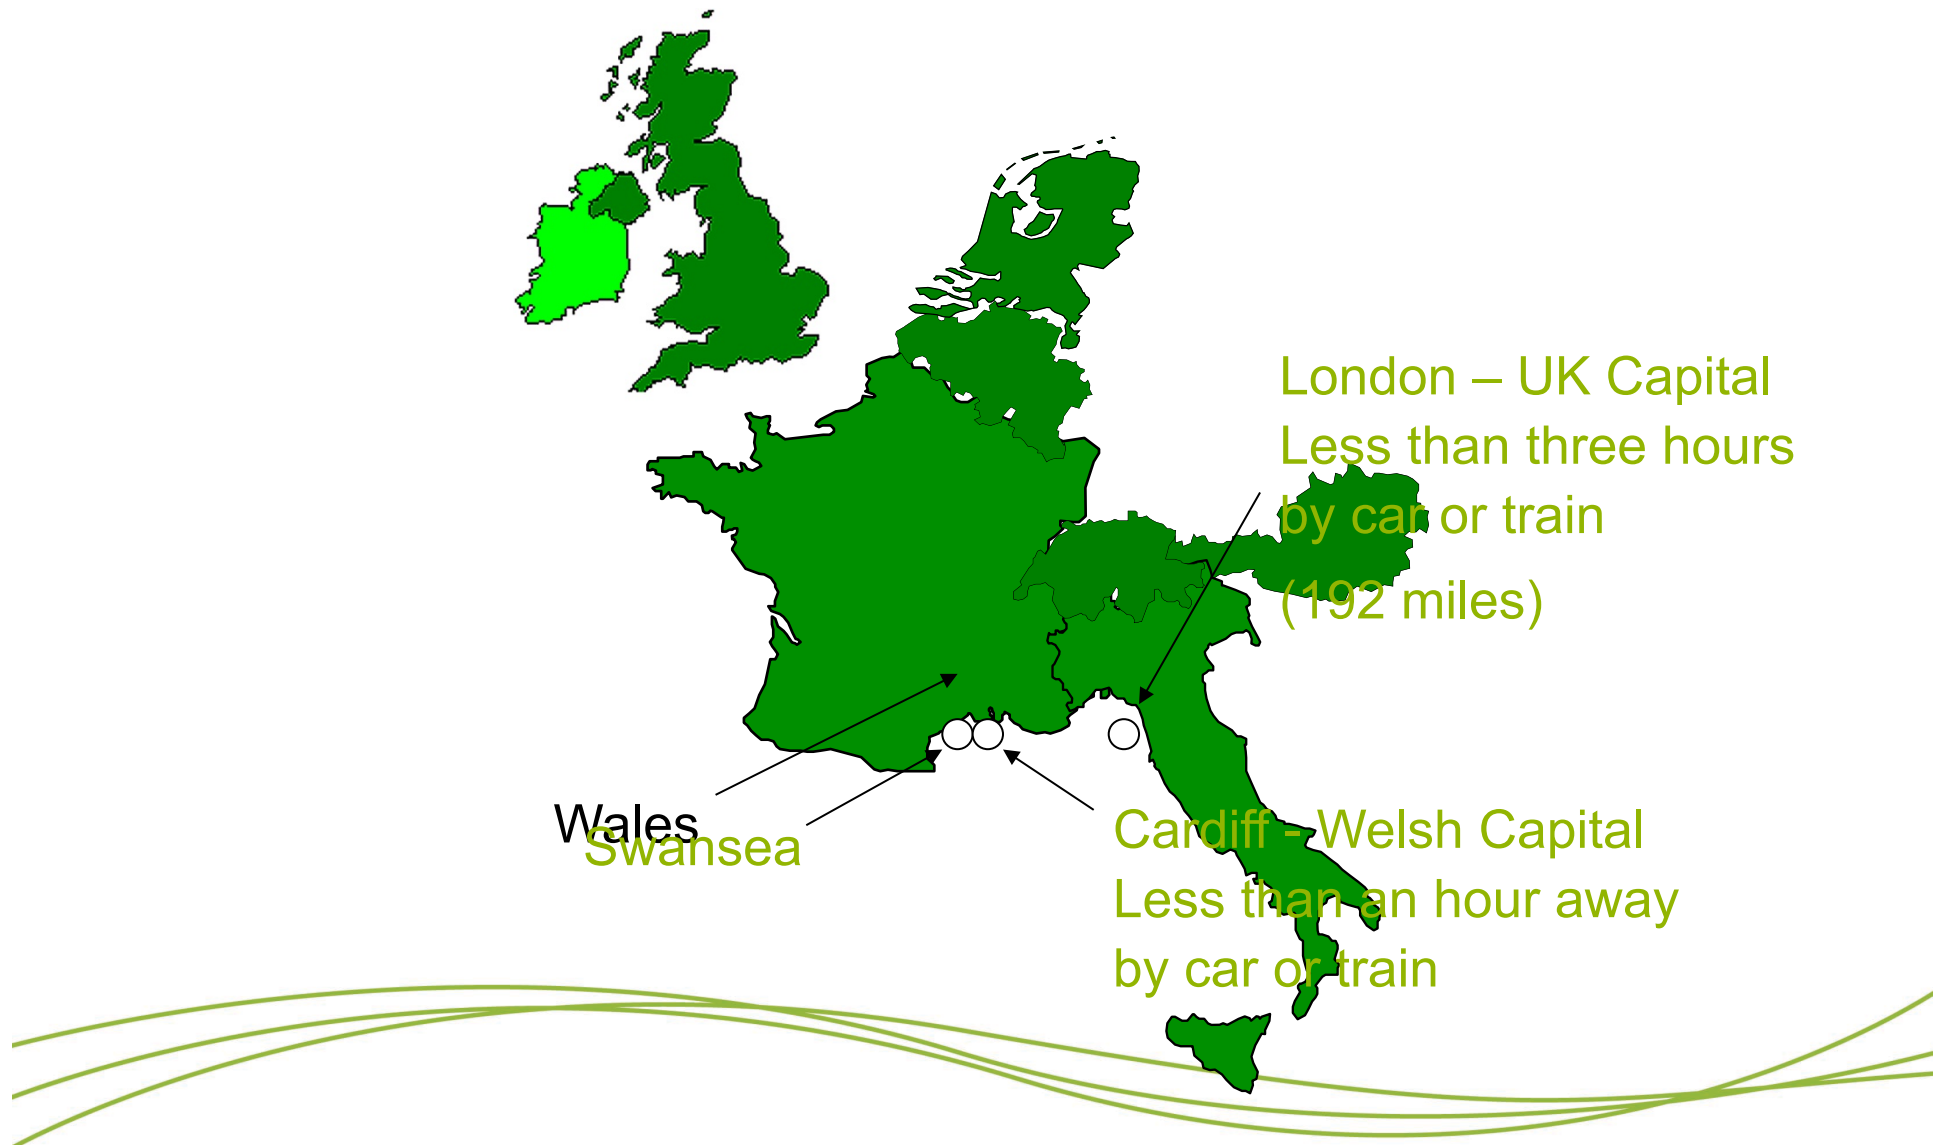 London – UK Capital
Less than three hours
by car or train
(192 miles)
Wales
Swansea
Cardiff - Welsh Capital
Less than an hour away
by car or train